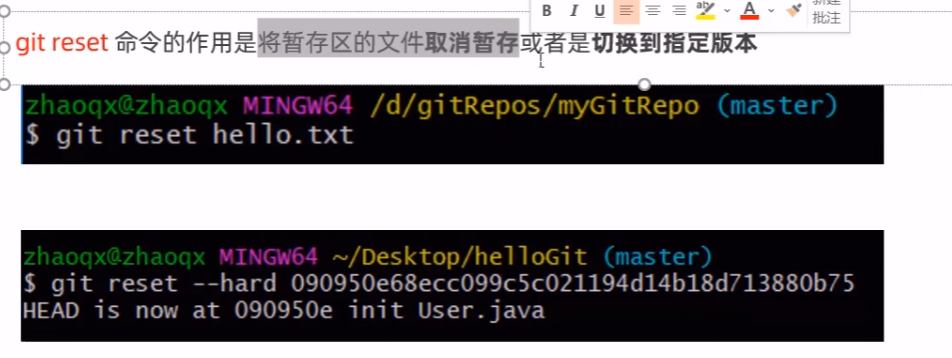 新建
批注
B I U A
git reset 命令的作用是将暂存区的文件取消暂存或者是切换到指定版本
zhaoqx@zhaoqx MINGW64 /d/gitRepos/myGitRepo (master)
$ git reset hello.txt
zhaoqx@zhaoqx MINGW64 ~/Desktop/helloGit (master)
$ git reset --hard 090950e68ecc099c5c021194d14b18d713880b75
HEAD is now at 090950e init User.java